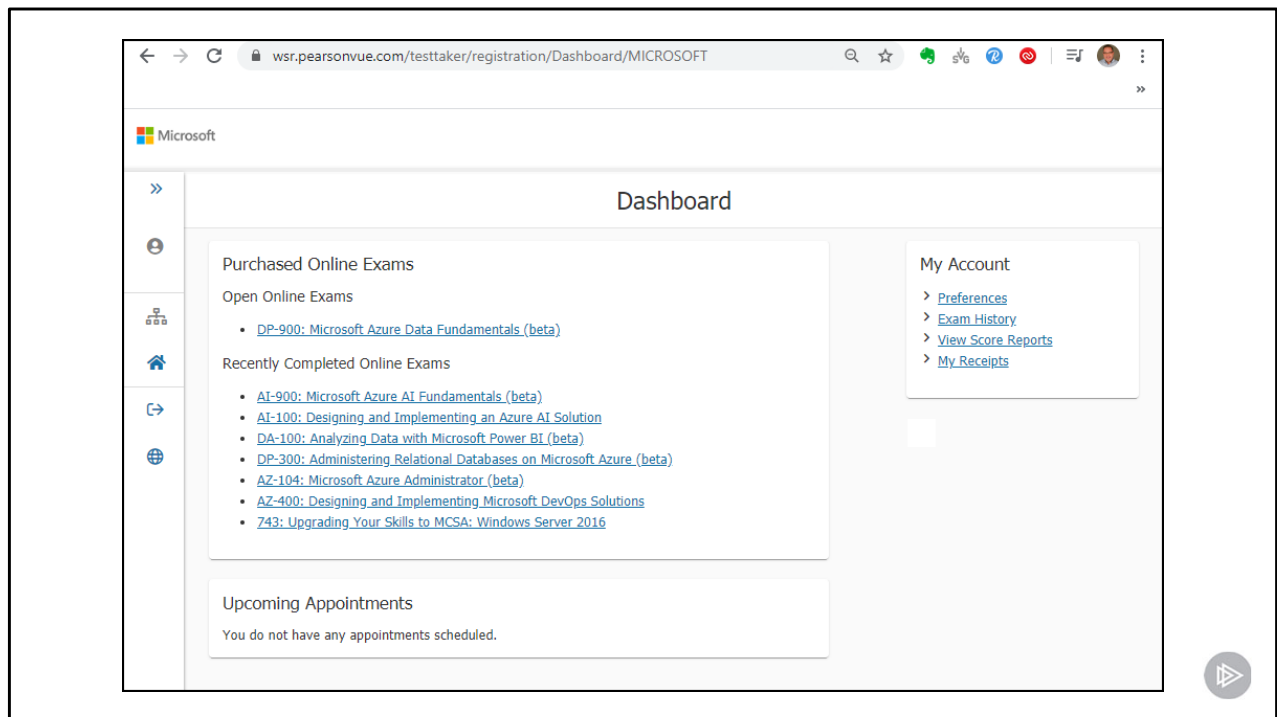 wsr.pearsonvue.com/testtaker/registration/Dashboard/MICROSOFT
Microsoft
Dashboard
Purchased Online Exams
Open Online Exams
• DP-900: Microsoft Azure Data Fundamentals (beta)
Recently Completed Online Exams
• AI-900: Microsoft Azure AI Fundamentals (beta)
• AI-100: Designing and Implementing an Azure AI Solution
• DA-100: Analyzing Data with Microsoft Power BI (beta)
• DP-300: Administering Relational Databases on Microsoft Azure (beta)
• AZ-104: Microsoft Azure Administrator (beta)
• AZ-400: Designing and Implementing Microsoft DevOps Solutions
• 743: Upgrading Your Skills to MCSA: Windows Server 2016
Upcoming Appointments
You do not have any appointments scheduled.
My Account
Preferences
Exam History
View Score Reports
My Receipts